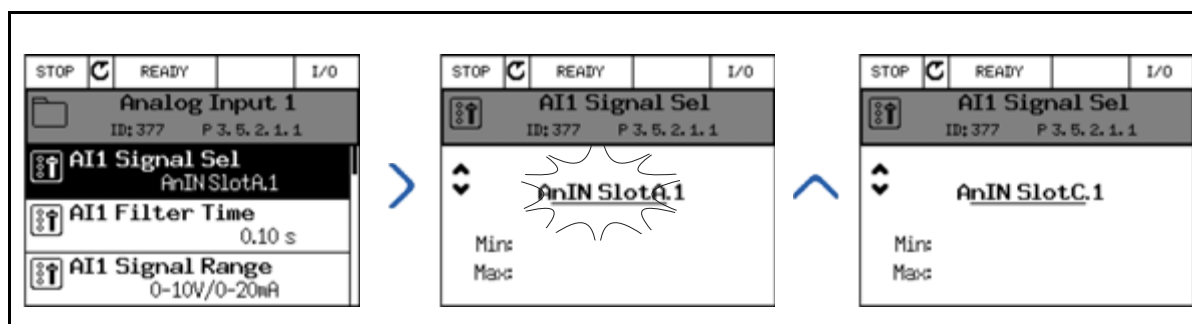 STOP READY I/O
Analog Input 1
ID:377 P3.5.2.1.1
AI1 Signal Sel
AnIN SlotA.1
AI1 Filter Time
0.10 s
AI1 Signal Range
0-10V/0-20mA
STOP READY I/O
AI1 Signal Sel
ID:377 P3.5.2.1.1
AnIN SlotA.1
Min:
Max:
STOP READY I/O
AI1 Signal Sel
ID:377 P3.5.2.1.1
AnIN SlotC.1
Min:
Max: